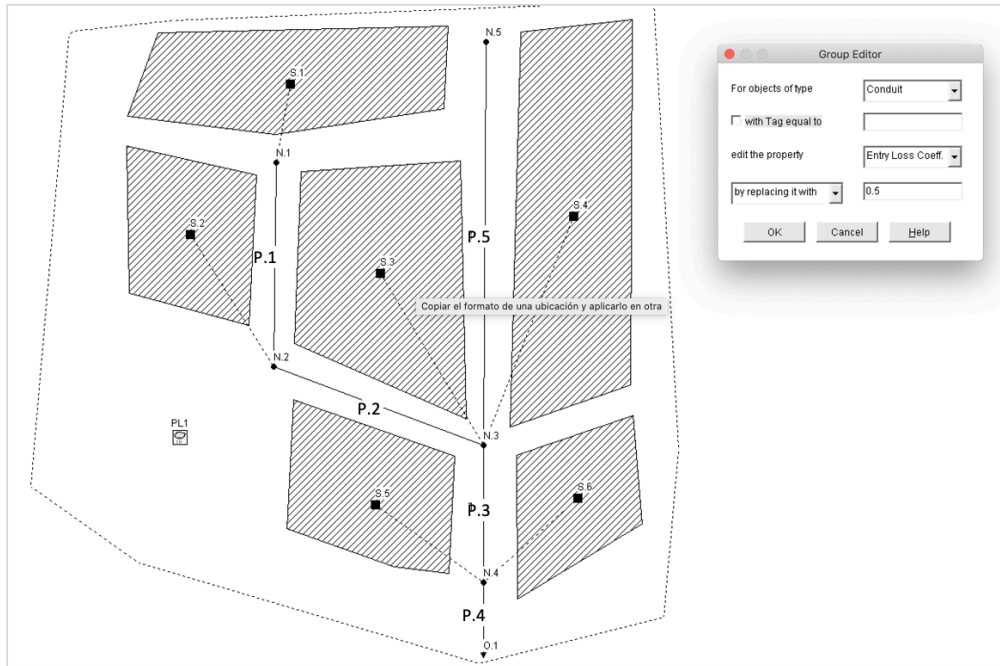 N.5
S.1
N.1
S.2
S.4
P.5
P.1
S.3
Copiar el formato de una ubicación y aplicarlo en otra
N.2
P.2
PL1
N.3
S.5
S.6
P.3
N.4
P.4
O.1
Group Editor
For objects of type
Conduit
with Tag equal to
edit the property
Entry Loss Coeff.
by replacing it with
0.5
OK
Cancel
Help